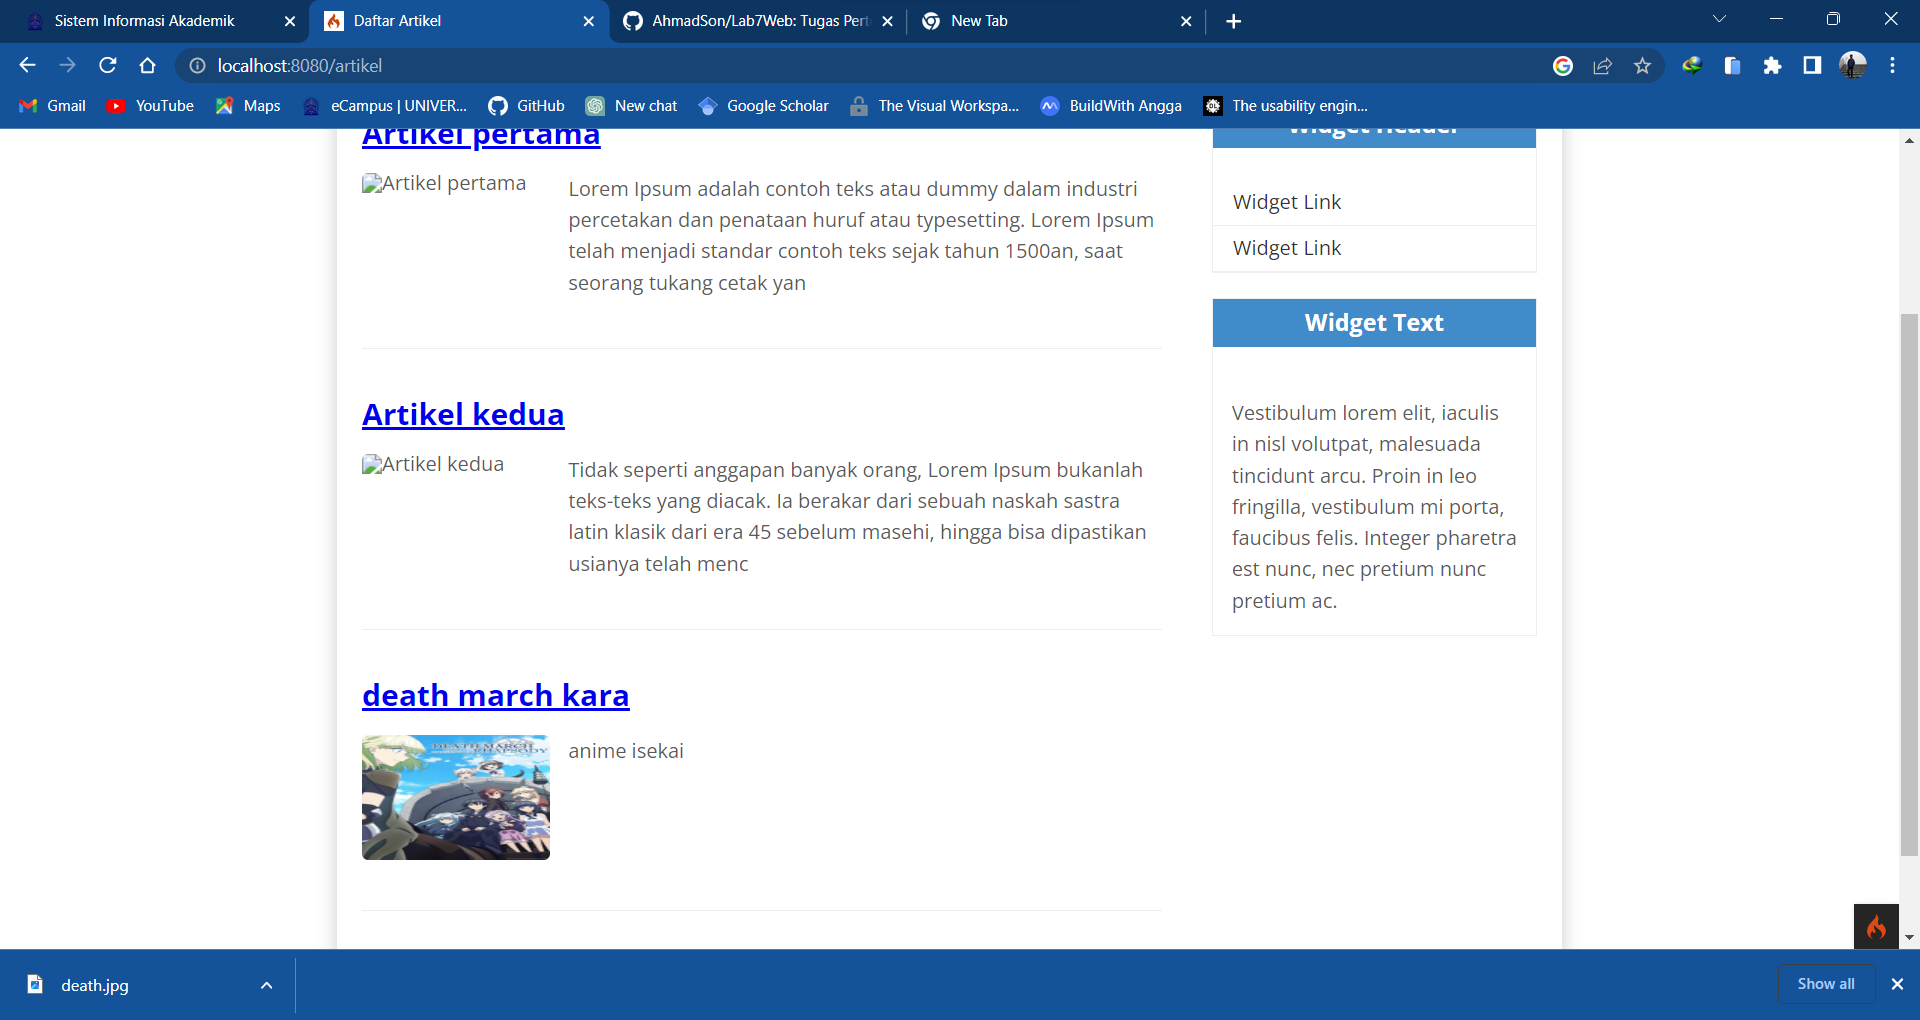 Sistem Informasi Akademik
Daftar Artikel
AhmadSon/Lab7Web: Tugas Pert
New Tab
localhost:8080/artikel
Gmail
YouTube
Maps
eCampus | UNIVER...
GitHub
New chat
Google Scholar
The Visual Workspa...
BuildWith Angga
The usability engin...
Artikel pertama
Artikel pertama
Lorem Ipsum adalah contoh teks atau dummy dalam industri
percetakan dan penataan huruf atau typesetting. Lorem Ipsum
telah menjadi standar contoh teks sejak tahun 1500an, saat
seorang tukang cetak yan
Artikel kedua
Artikel kedua
Tidak seperti anggapan banyak orang, Lorem Ipsum bukanlah
teks-teks yang diacak. Ia berakar dari sebuah naskah sastra
latin klasik dari era 45 sebelum masehi, hingga bisa dipastikan
usianya telah menc
death march kara
DEATH MARCH
RHAPSODY
anime isekai
Widget Header
Widget Link
Widget Link
Widget Text
Vestibulum lorem elit, iaculis
in nisl volutpat, malesuada
tincidunt arcu. Proin in leo
fringilla, vestibulum mi porta,
faucibus felis. Integer pharetra
est nunc, nec pretium nunc
pretium ac.
death.jpg
Show all